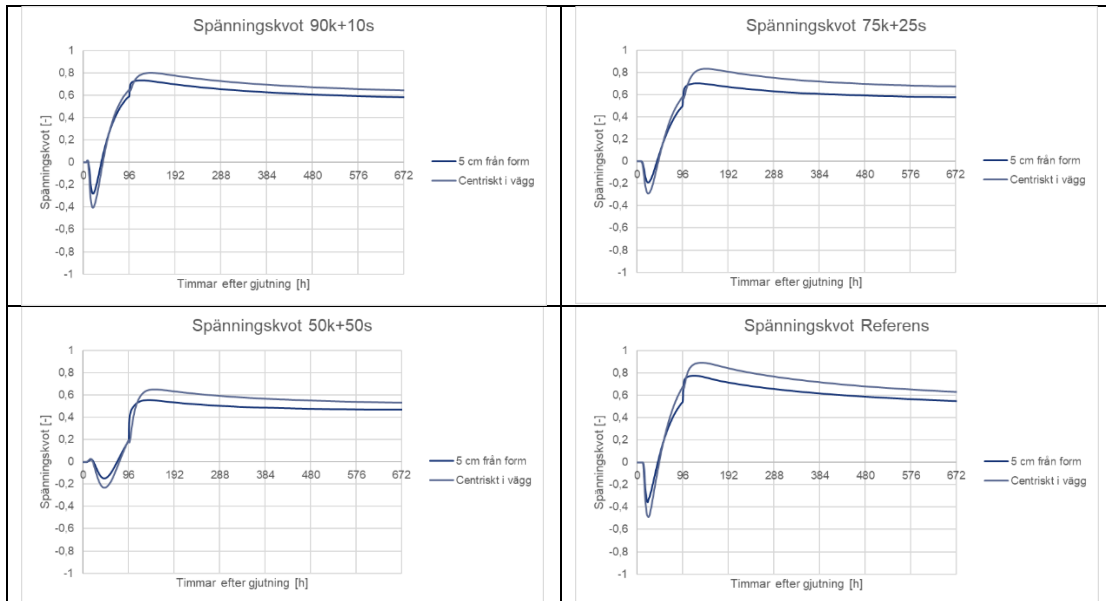 Spänningskvot 90k+10s
Spänningskvot [-]
1
0,8
0,6
0,4
0,2
0
-0,2
-0,4
-0,6
-0,8
-1
0 96 192 288 384 480 576 672
Timmar efter gjutning [h]
5 cm från form
Centriskt i vägg
Spänningskvot 75k+25s
Spänningskvot [-]
1
0,8
0,6
0,4
0,2
0
-0,2
-0,4
-0,6
-0,8
-1
0 96 192 288 384 480 576 672
Timmar efter gjutning [h]
5 cm från form
Centriskt i vägg
Spänningskvot 50k+50s
Spänningskvot [-]
1
0,8
0,6
0,4
0,2
0
-0,2
-0,4
-0,6
-0,8
-1
0 96 192 288 384 480 576 672
Timmar efter gjutning [h]
5 cm från form
Centriskt i vägg
Spänningskvot Referens
Spänningskvot [-]
1
0,8
0,6
0,4
0,2
0
-0,2
-0,4
-0,6
-0,8
-1
0 96 192 288 384 480 576 672
Timmar efter gjutning [h]
5 cm från form
Centriskt i vägg